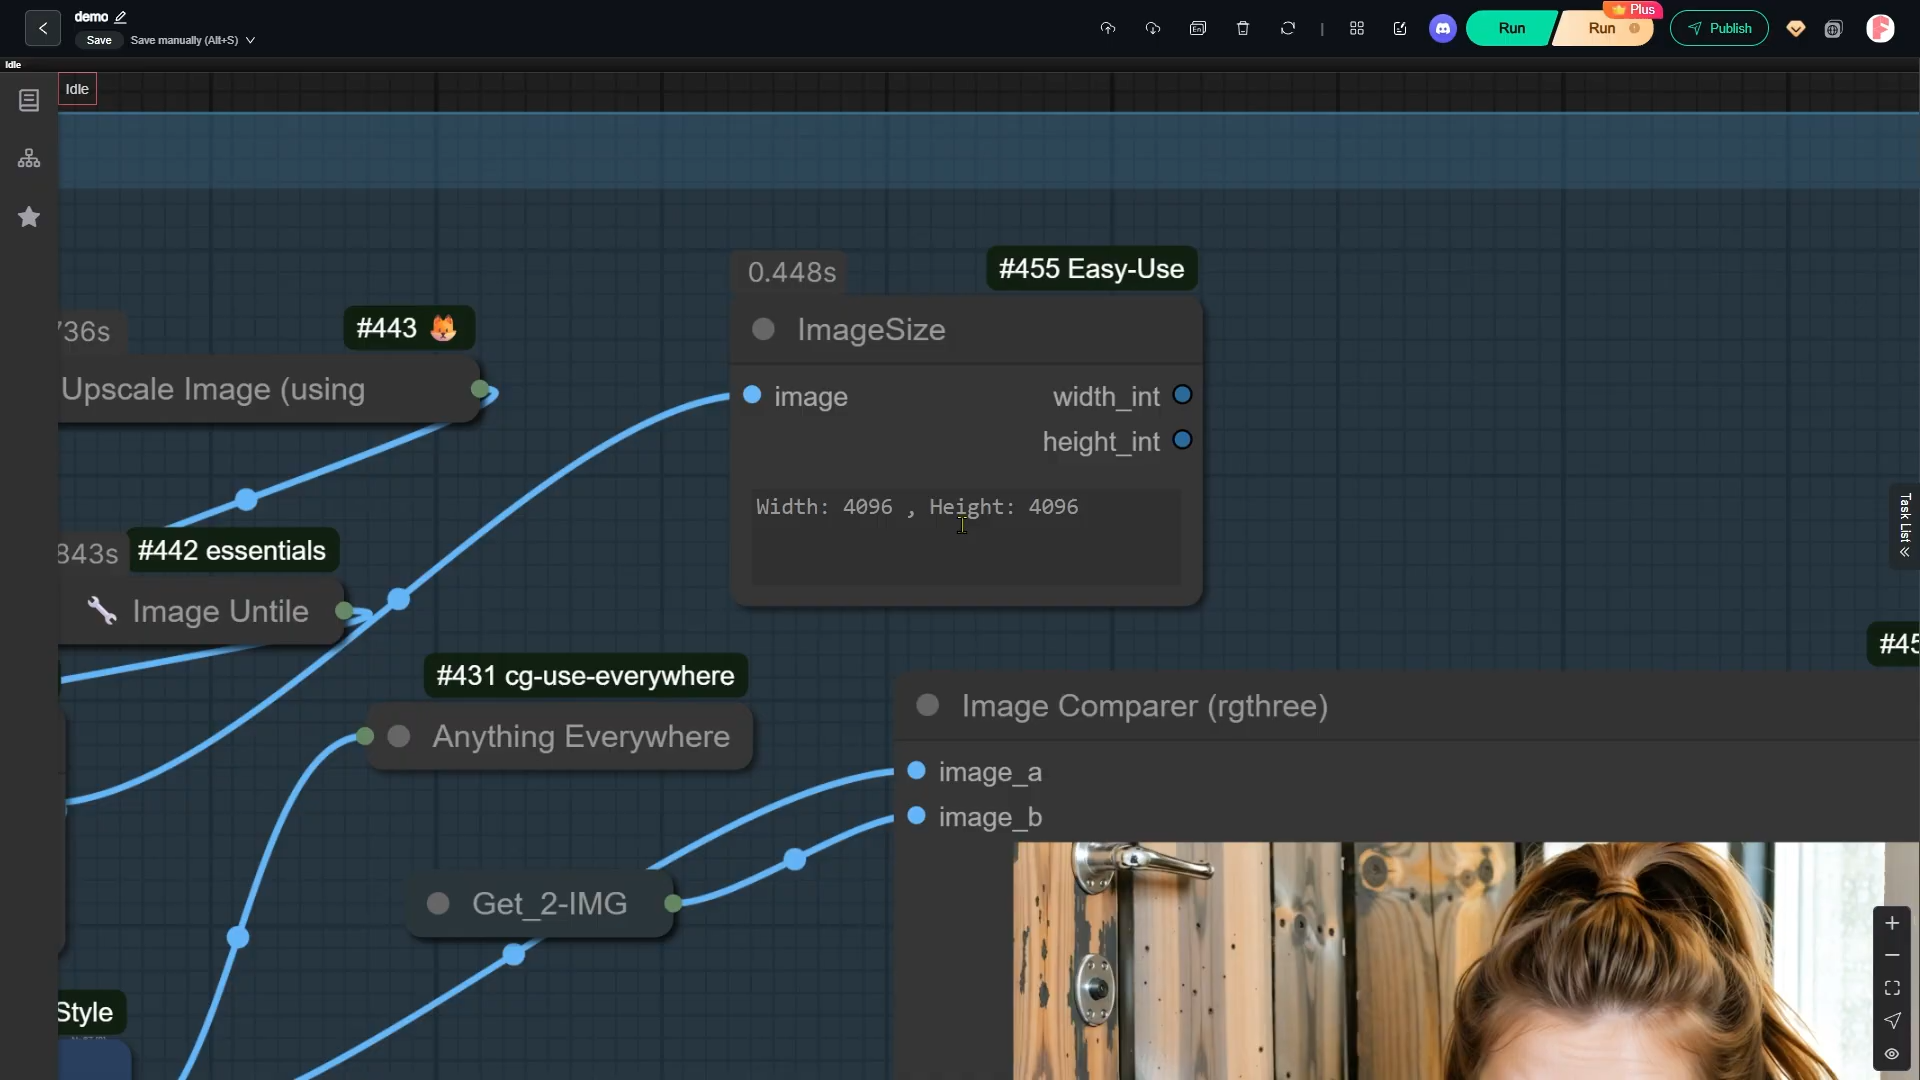 demo
Save
Save manually (Alt+S)
En
Run
Run
Plus
Publish
Idle
Idle
0.448s
#455 Easy-Use
ImageSize
image
width_int
height_int
Width: 4096 , Height: 4096
736s
#443
Upscale Image (using
843s
#442 essentials
Image Untile
#431 cg-use-everywhere
Anything Everywhere
Image Comparer (rgthree)
image_a
image_b
Get_2-IMG
Style
Task List
#45